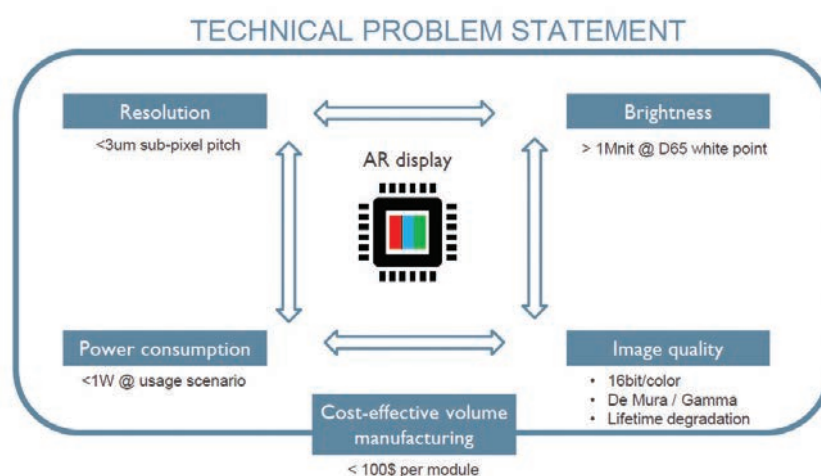 TECHNICAL PROBLEM STATEMENT
Resolution
<3um sub-pixel pitch
Brightness
> 1Mnit @ D65 white point
AR display
Power consumption
<1W @ usage scenario
Image quality
• 16bit/color
• De Mura / Gamma
• Lifetime degradation
Cost-effective volume
manufacturing
< 100$ per module